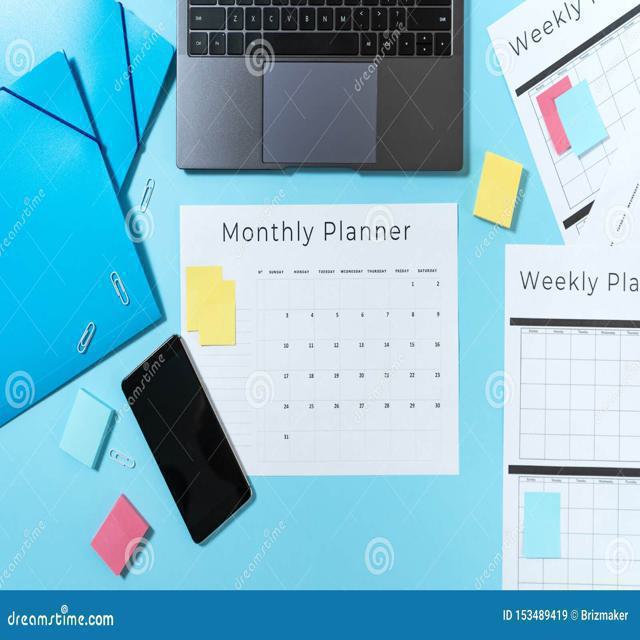 Weekly
Monthly Planner
N° SUNDAY MONDAY TUESDAY WEDNESDAY THURSDAY FRIDAY SATURDAY
1 2
3 4 5 6 7 8 9
10 11 12 13 14 15 16
17 18 19 20 21 22 23
24 25 26 27 28 29 30
31
Weekly Pla
dreamstime.com
ID 153489419 © Brizmaker